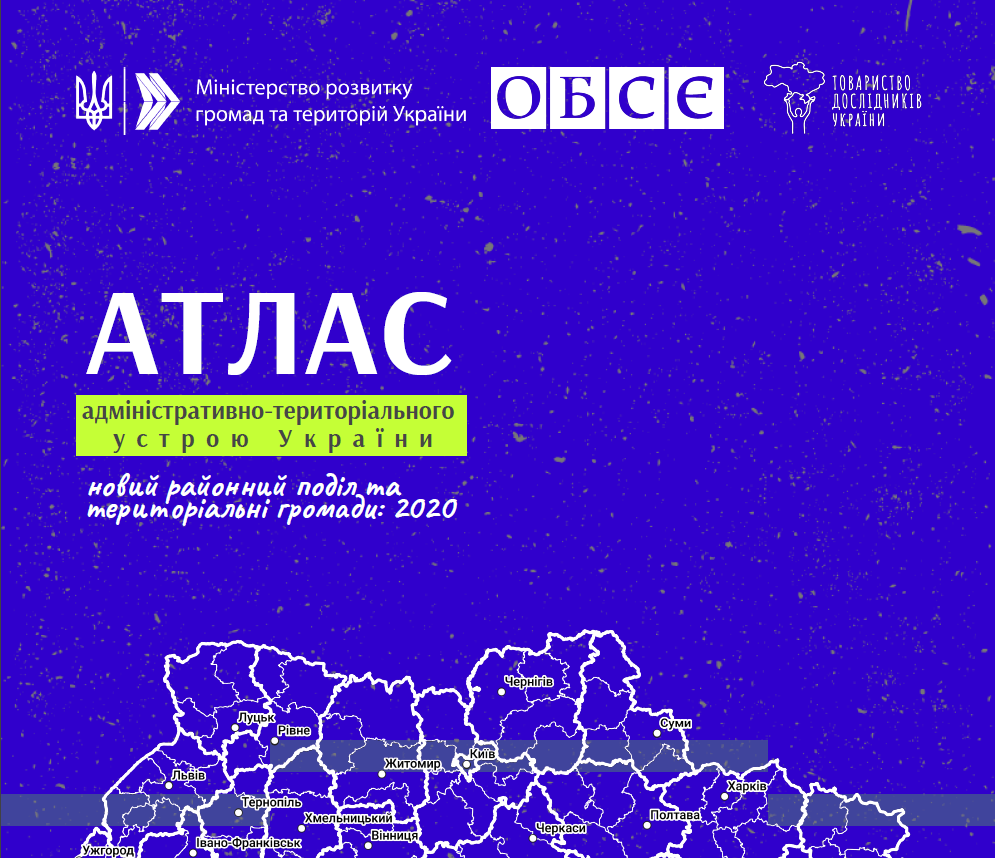 Міністерство розвитку
громад та територій України
ОБСЄ
ТОВАРИСТВО
ДОСЛІДНИКІВ
УКРАЇНИ
АТЛАС
адміністративно-територіального
устрою України
новий районний поділ та
територіальні громади: 2020
Чернігів
Луцьк
Суми
Рівне
Київ
Житомир
Львів
Харків
Тернопіль
Хмельницький
Полтава
Черкаси
Вінниця
Івано-Франківськ
Ужгород